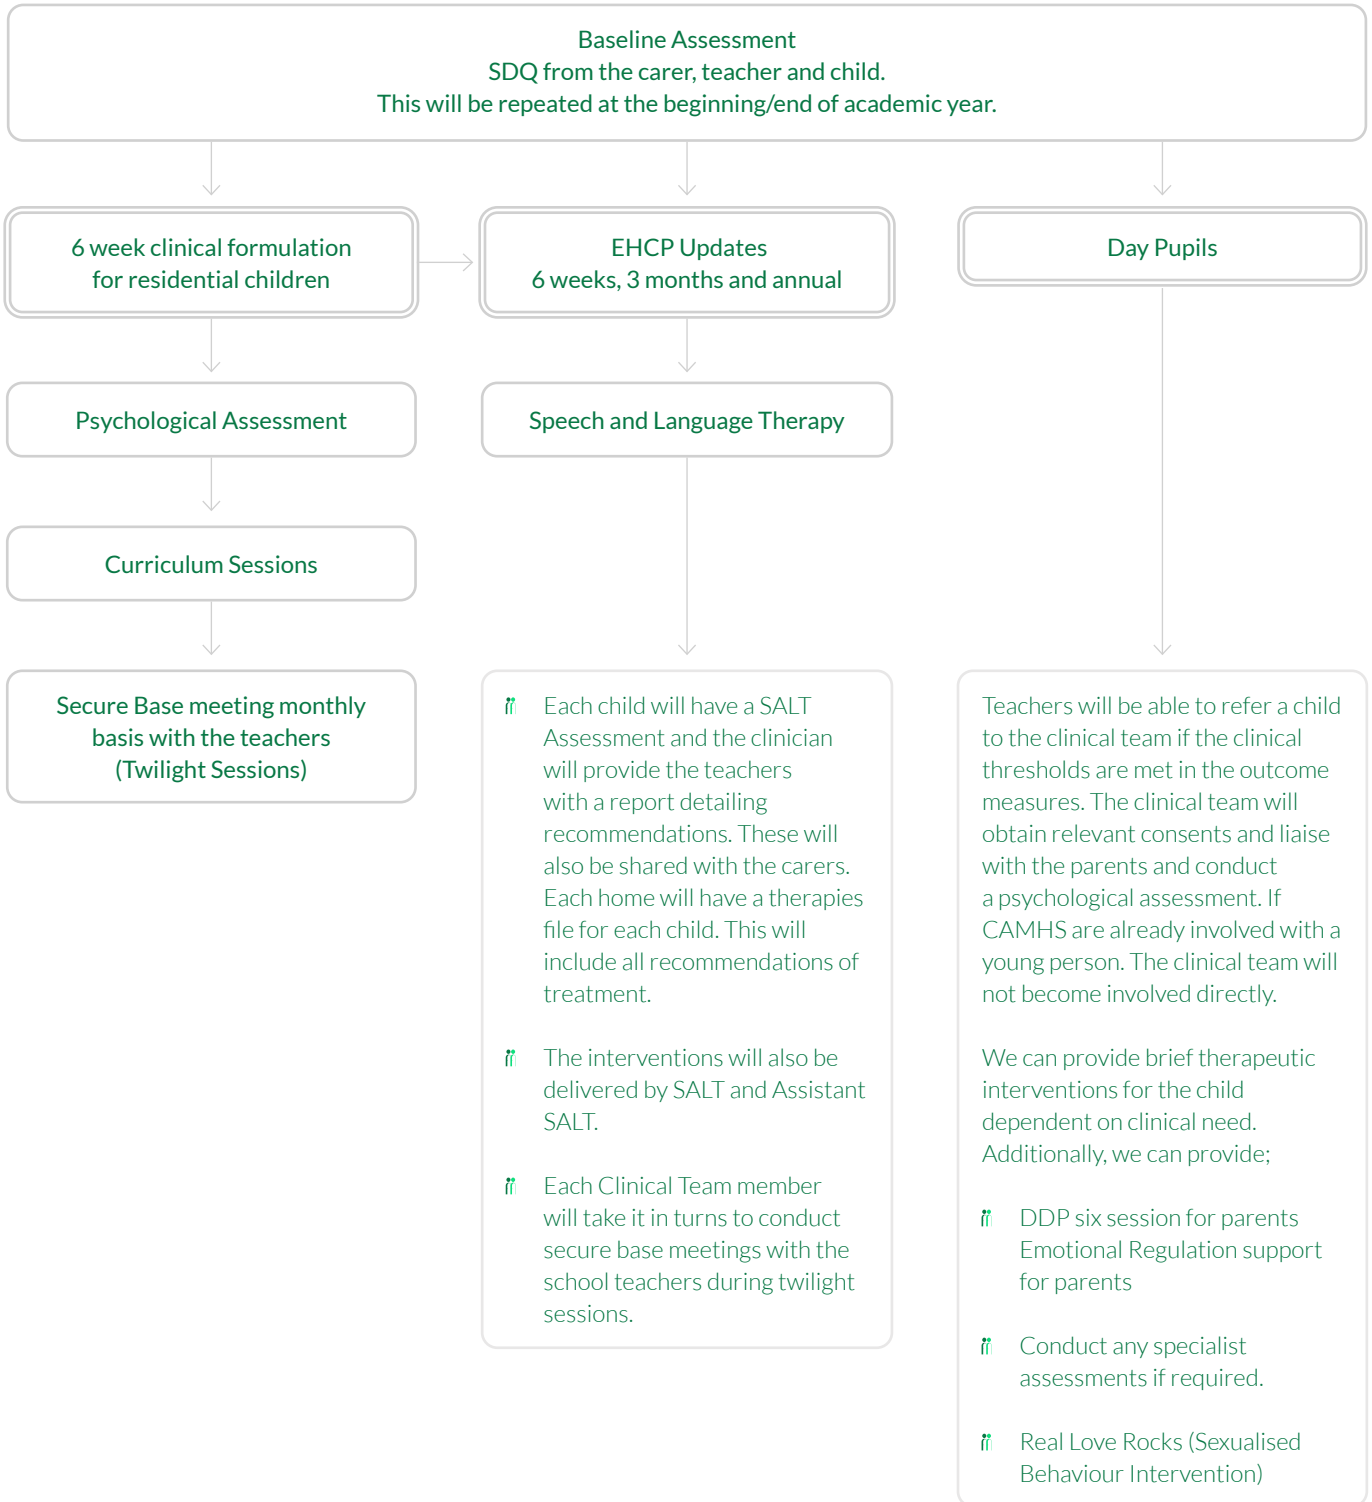 Baseline Assessment
SDQ from the carer, teacher and child.
This will be repeated at the beginning/end of academic year.
6 week clinical formulation
for residential children
EHCP Updates
6 weeks, 3 months and annual
Day Pupils
Psychological Assessment
Speech and Language Therapy
Curriculum Sessions
Secure Base meeting monthly
basis with the teachers
(Twilight Sessions)
Each child will have a SALT
Assessment and the clinician
will provide the teachers
with a report detailing
recommendations. These will
also be shared with the carers.
Each home will have a therapies
file for each child. This will
include all recommendations of
treatment.
The interventions will also be
delivered by SALT and Assistant
SALT.
Each Clinical Team member
will take it in turns to conduct
secure base meetings with the
school teachers during twilight
sessions.
Teachers will be able to refer a child
to the clinical team if the clinical
thresholds are met in the outcome
measures. The clinical team will
obtain relevant consents and liaise
with the parents and conduct
a psychological assessment. If
CAMHS are already involved with a
young person. The clinical team will
not become involved directly.
We can provide brief therapeutic
interventions for the child
dependent on clinical need.
Additionally, we can provide;
DDP six session for parents
Emotional Regulation support
for parents
Conduct any specialist
assessments if required.
Real Love Rocks (Sexualised
Behaviour Intervention)